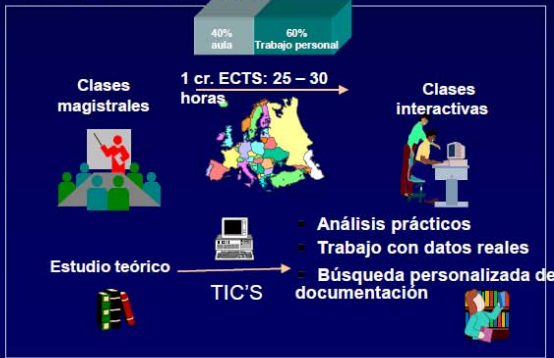 40%
aula
60%
Trabajo personal
Clases
magistrales
1 cr. ECTS: 25 – 30
horas
Clases
interactivas
Análisis prácticos
Trabajo con datos reales
Búsqueda personalizada de
documentación
Estudio teórico
TIC'S